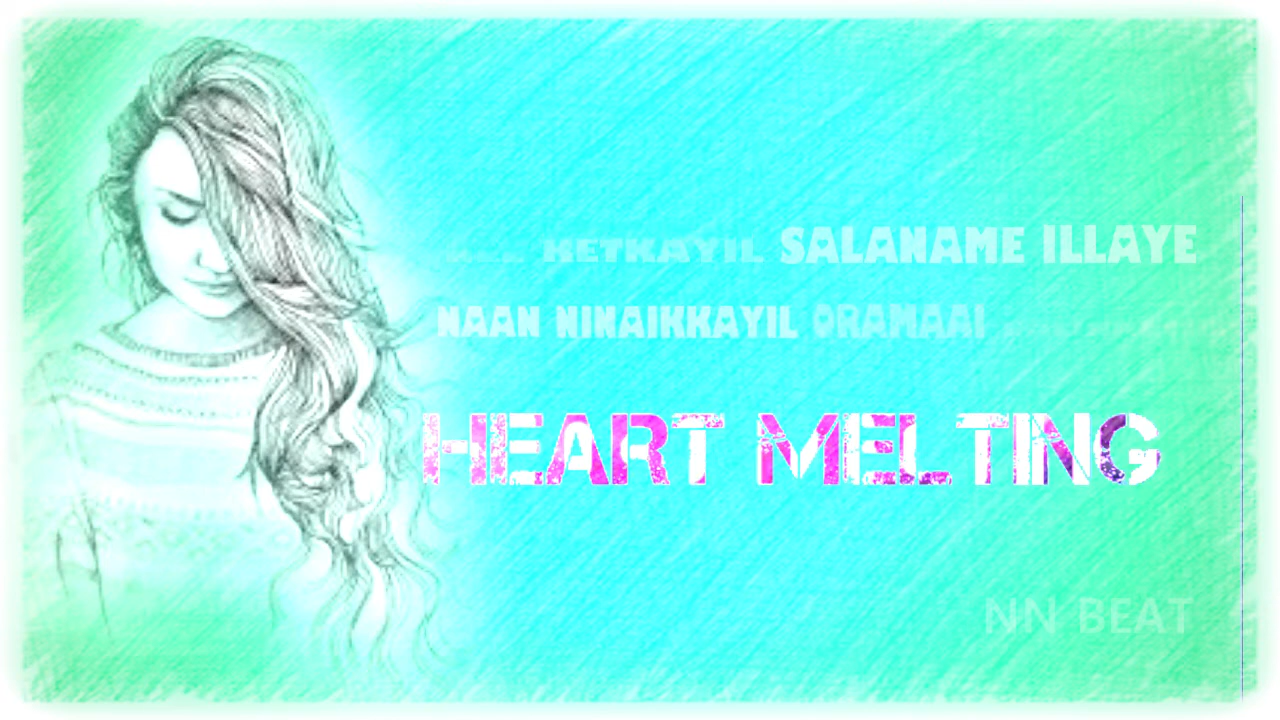 KETKAYIL SALANAME ILLAYE
NAAN NINAIKKAYIL ORAMAAI
HEART MELTING
NN BEAT